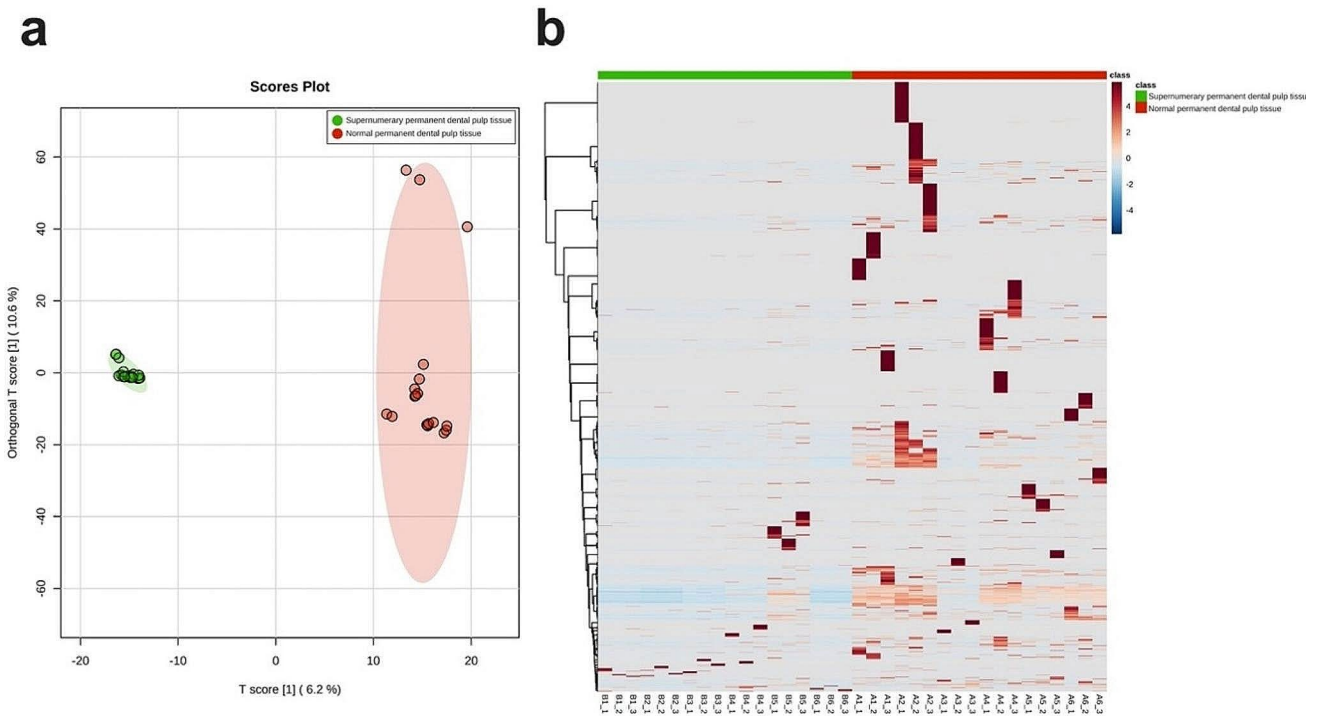 a
b
Scores Plot
Supernumerary permanent dental pulp tissue
Normal permanent dental pulp tissue
60
40
20
0
-20
-40
-60
Orthogonal T score [1] ( 10.6 %)
-20
-10
0
10
20
T score [1] ( 6.2 %)
class
4
2
0
-2
-4
class
Supernumerary permanent dental pulp tissu
Normal permanent dental pulp tissue
B1_1
B1_2
B1_3
B2_1
B2_2
B2_3
B3_1
B3_2
B3_3
B4_1
B4_2
B4_3
B5_1
B5_2
B5_3
B6_1
B6_2
B6_3
A1_1
A1_2
A1_3
A2_1
A2_2
A2_3
A3_1
A3_2
A3_3
A4_1
A4_2
A4_3
A5_1
A5_2
A5_3
A6_1
A6_2
A6_3